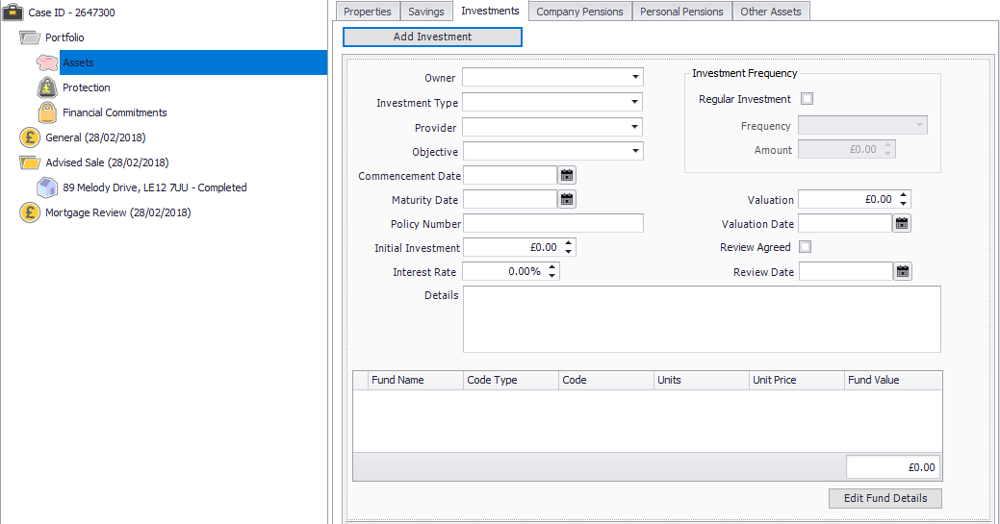 Case ID - 2647300
Portfolio
Assets
Protection
Financial Commitments
General (28/02/2018)
Advised Sale (28/02/2018)
89 Melody Drive, LE12 7UU - Completed
Mortgage Review (28/02/2018)
Properties Savings Investments Company Pensions Personal Pensions Other Assets
Add Investment
Owner
Investment Type
Provider
Objective
Commencement Date
Maturity Date
Policy Number
Initial Investment £0.00
Interest Rate 0.00%
Investment Frequency
Regular Investment
Frequency
Amount £0.00
Valuation £0.00
Valuation Date
Review Agreed
Review Date
Details
Fund Name Code Type Code Units Unit Price Fund Value
£0.00
Edit Fund Details